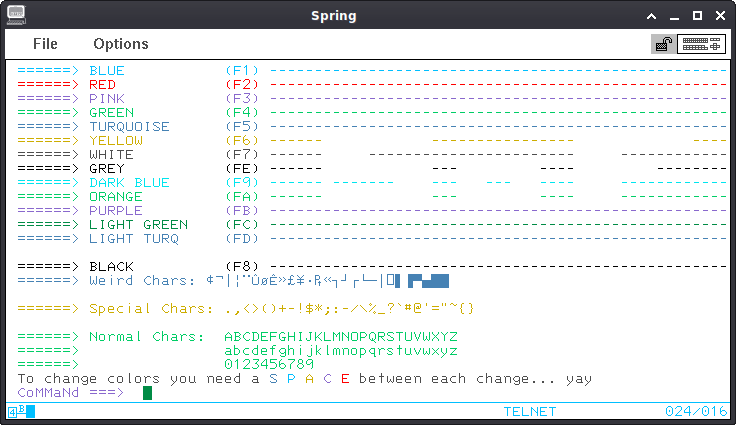 Spring
File Options
======> BLUE (F1) ---------------------------------------------------
======> RED (F2) ---------------------------------------------------
======> PINK (F3) ---------------------------------------------------
======> GREEN (F4) ---------------------------------------------------
======> TURQUOISE (F5) ---------------------------------------------------
======> YELLOW (F6) ------ ---------------- ----
======> WHITE (F7) ------ ----------------------- ------------
======> GREY (FE) ------ --- --- ------
======> DARK BLUE (F9) ------ ------- --- --- ------------
======> ORANGE (FA) ------ --- --- ------
======> PURPLE (FB) ---------------------------------------------------
======> LIGHT GREEN (FC) ---------------------------------------------------
======> LIGHT TURQ (FD) ---------------------------------------------------
======> BLACK (F8) ---------------------------------------------------
======> Weird Chars:
======> Special Chars: .,<>()+-!$*;:-/\%_?`#@'="~{}
======> Normal Chars: ABCDEFGHIJKLMNOPQRSTUVWXYZ
======> abcdefghijklmnopqrstuvwxyz
======> 0123456789
To change colors you need a S P A C E between each change... yay
CoMMaNd ===>
4B TELNET 024/016